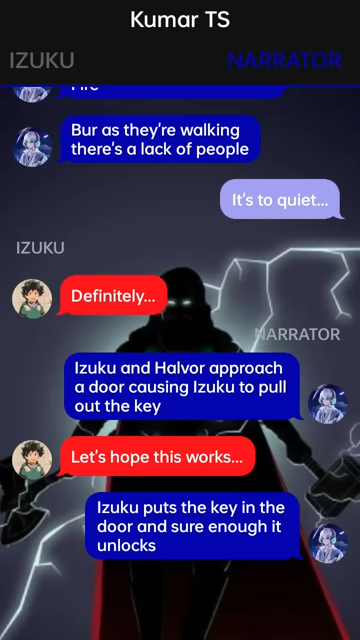 Kumar TS
IZUKU
NARRATOR
Fire
Bur as they're walking
there's a lack of people
It's to quiet...
IZUKU
Definitely...
NARRATOR
Izuku and Halvor approach
a door causing Izuku to pull
out the key
Let's hope this works...
Izuku puts the key in the
door and sure enough it
unlocks